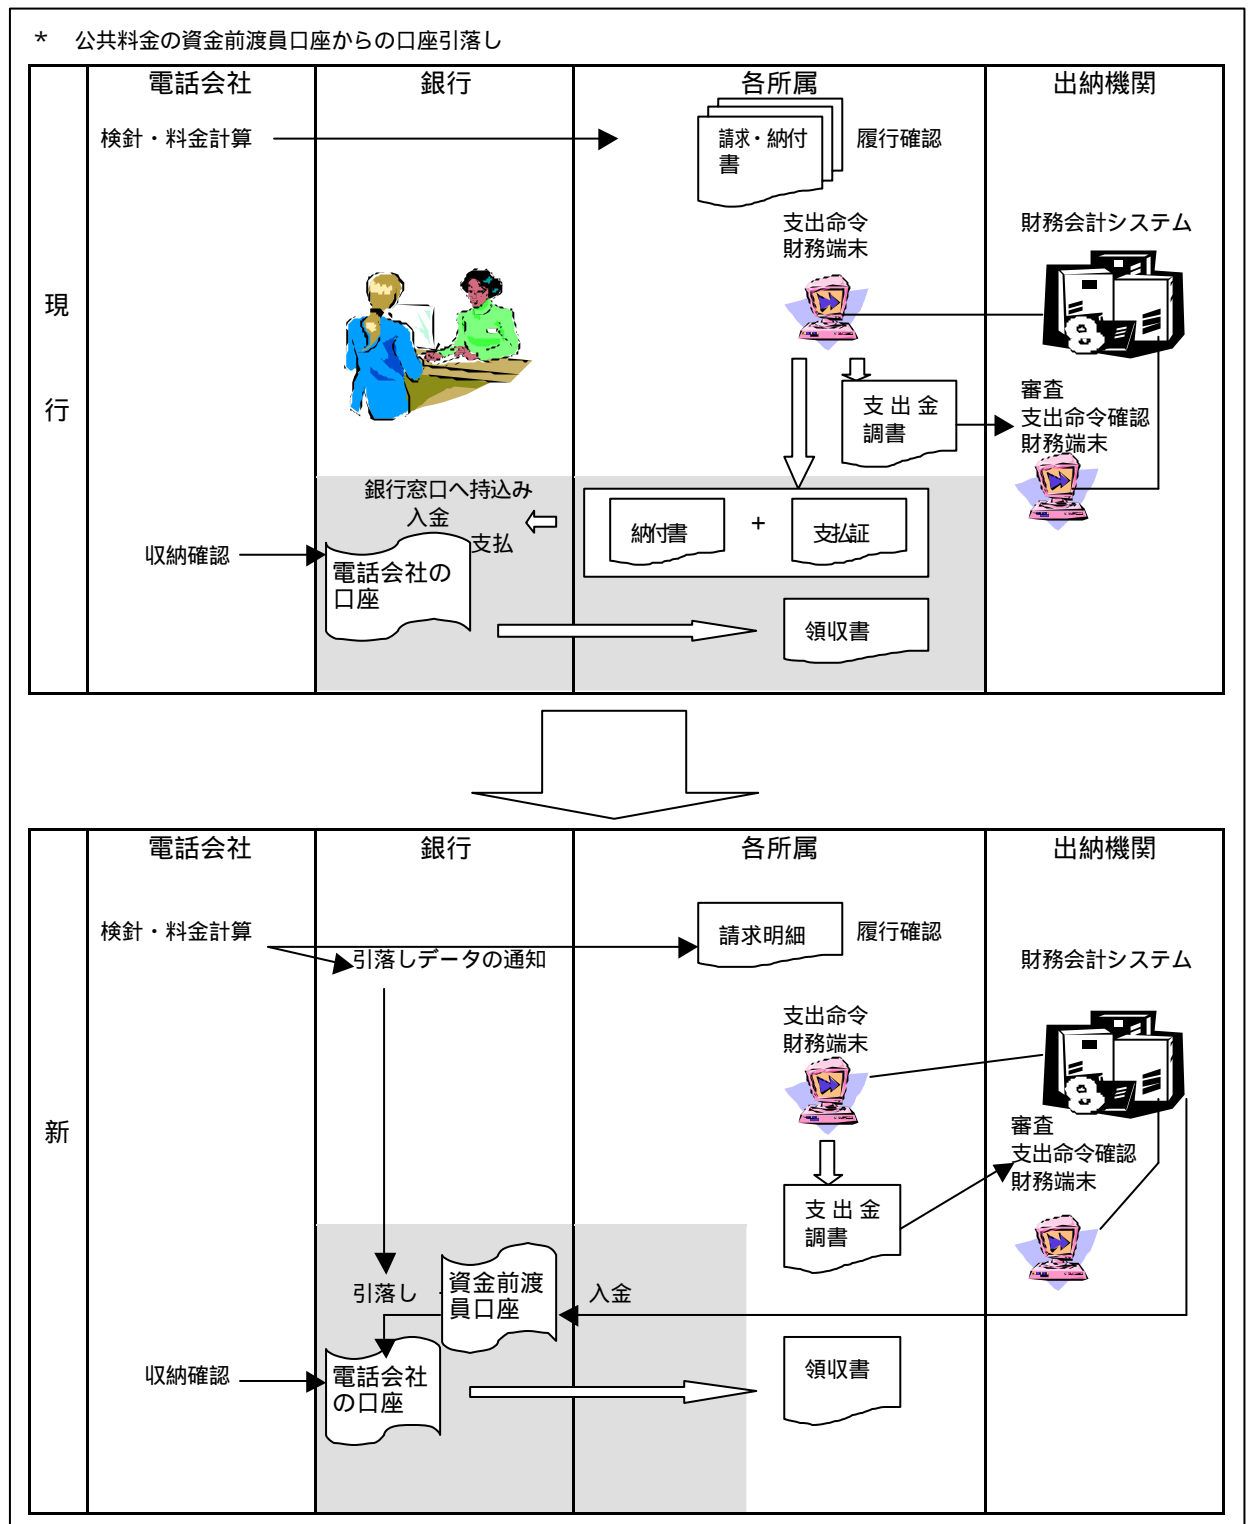 * 公共料金の資金前渡員口座からの口座引落し
電話会社
銀行
各所属
出納機関
現
行
検針・料金計算
請求・納付
書
履行確認
支出命令
財務端末
財務会計システム
支出金
調書
審査
支出命令確認
財務端末
銀行窓口へ持込み
入金
支払
納付書
+
支払証
収納確認
電話会社の
口座
領収書
電話会社
銀行
各所属
出納機関
新
検針・料金計算
引落しデータの通知
請求明細
履行確認
支出命令
財務端末
財務会計システム
審査
支出命令確認
財務端末
支出金
調書
引落し
資金前渡
員口座
入金
収納確認
電話会社
の口座
領収書